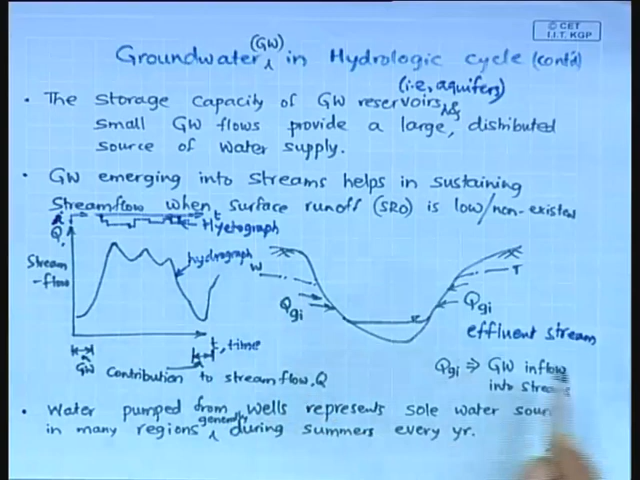 © CET
I.I.T. KGP
Groundwater (GW) in Hydrologic cycle (contd)
(i.e, aquifers)
• The storage capacity of GW reservoirs &
small GW flows provide a large, distributed
source of water supply.
• GW emerging into streams helps in sustaining
Streamflow when surface runoff (SRO) is low/non-existent
t
Hyetograph
Q,
Stream
-flow
hydrograph
W
T
Qgi
Qgi
effluent stream
t, time
GW Contribution to streamflow, Q
Qgi ⇒ GW inflow
into Stream
• Water pumped from wells represents sole water sour
in many regions generally during summers every yr.